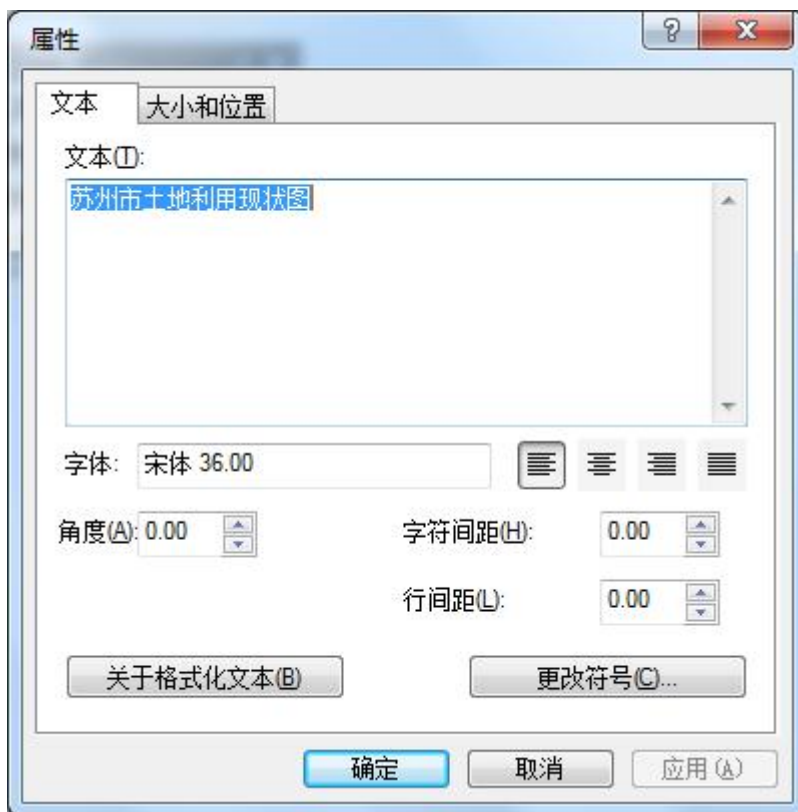 属性
文本 大小和位置
文本(T):
苏州市土地利用现状图
字体: 宋体 36.00
角度(A): 0.00 字符间距(H): 0.00
行间距(L): 0.00
关于格式化文本(B) 更改符号(C)...
确定 取消 应用(A)